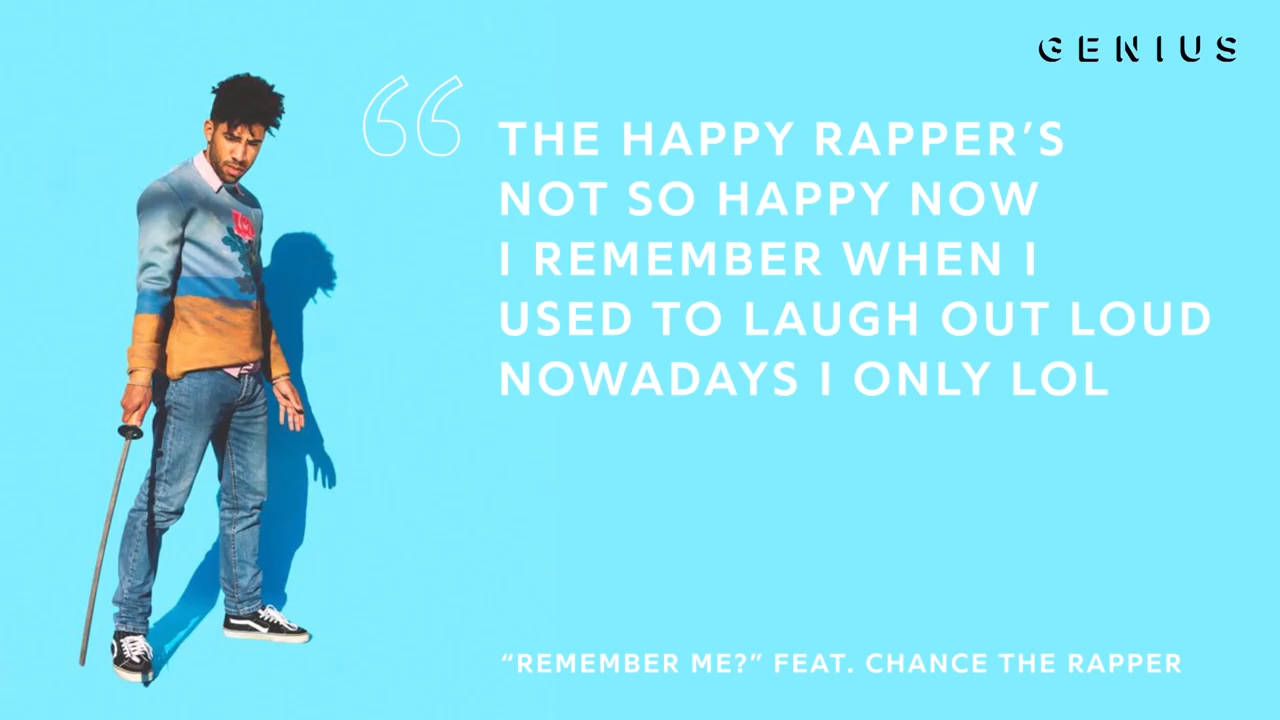 GENIUS
“
THE HAPPY RAPPER’S
NOT SO HAPPY NOW
I REMEMBER WHEN I
USED TO LAUGH OUT LOUD
NOWADAYS I ONLY LOL
“REMEMBER ME?” FEAT. CHANCE THE RAPPER